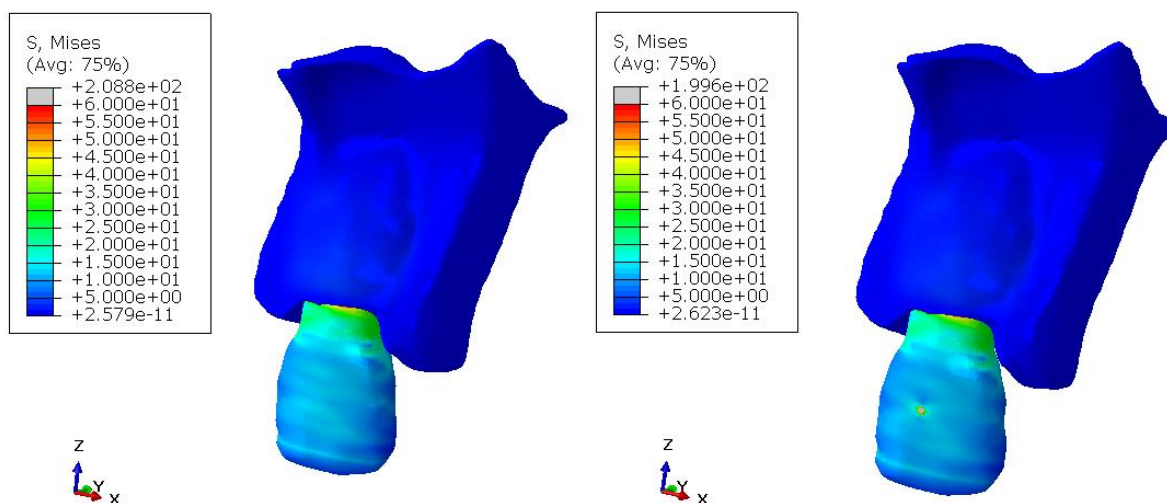 S, Mises
(Avg: 75%)
+2.088e+02
+6.000e+01
+5.500e+01
+5.000e+01
+4.500e+01
+4.000e+01
+3.500e+01
+3.000e+01
+2.500e+01
+2.000e+01
+1.500e+01
+1.000e+01
+5.000e+00
+2.579e-11
Z
Y
X
S, Mises
(Avg: 75%)
+1.996e+02
+6.000e+01
+5.500e+01
+5.000e+01
+4.500e+01
+4.000e+01
+3.500e+01
+3.000e+01
+2.500e+01
+2.000e+01
+1.500e+01
+1.000e+01
+5.000e+00
+2.623e-11
Z
Y
X